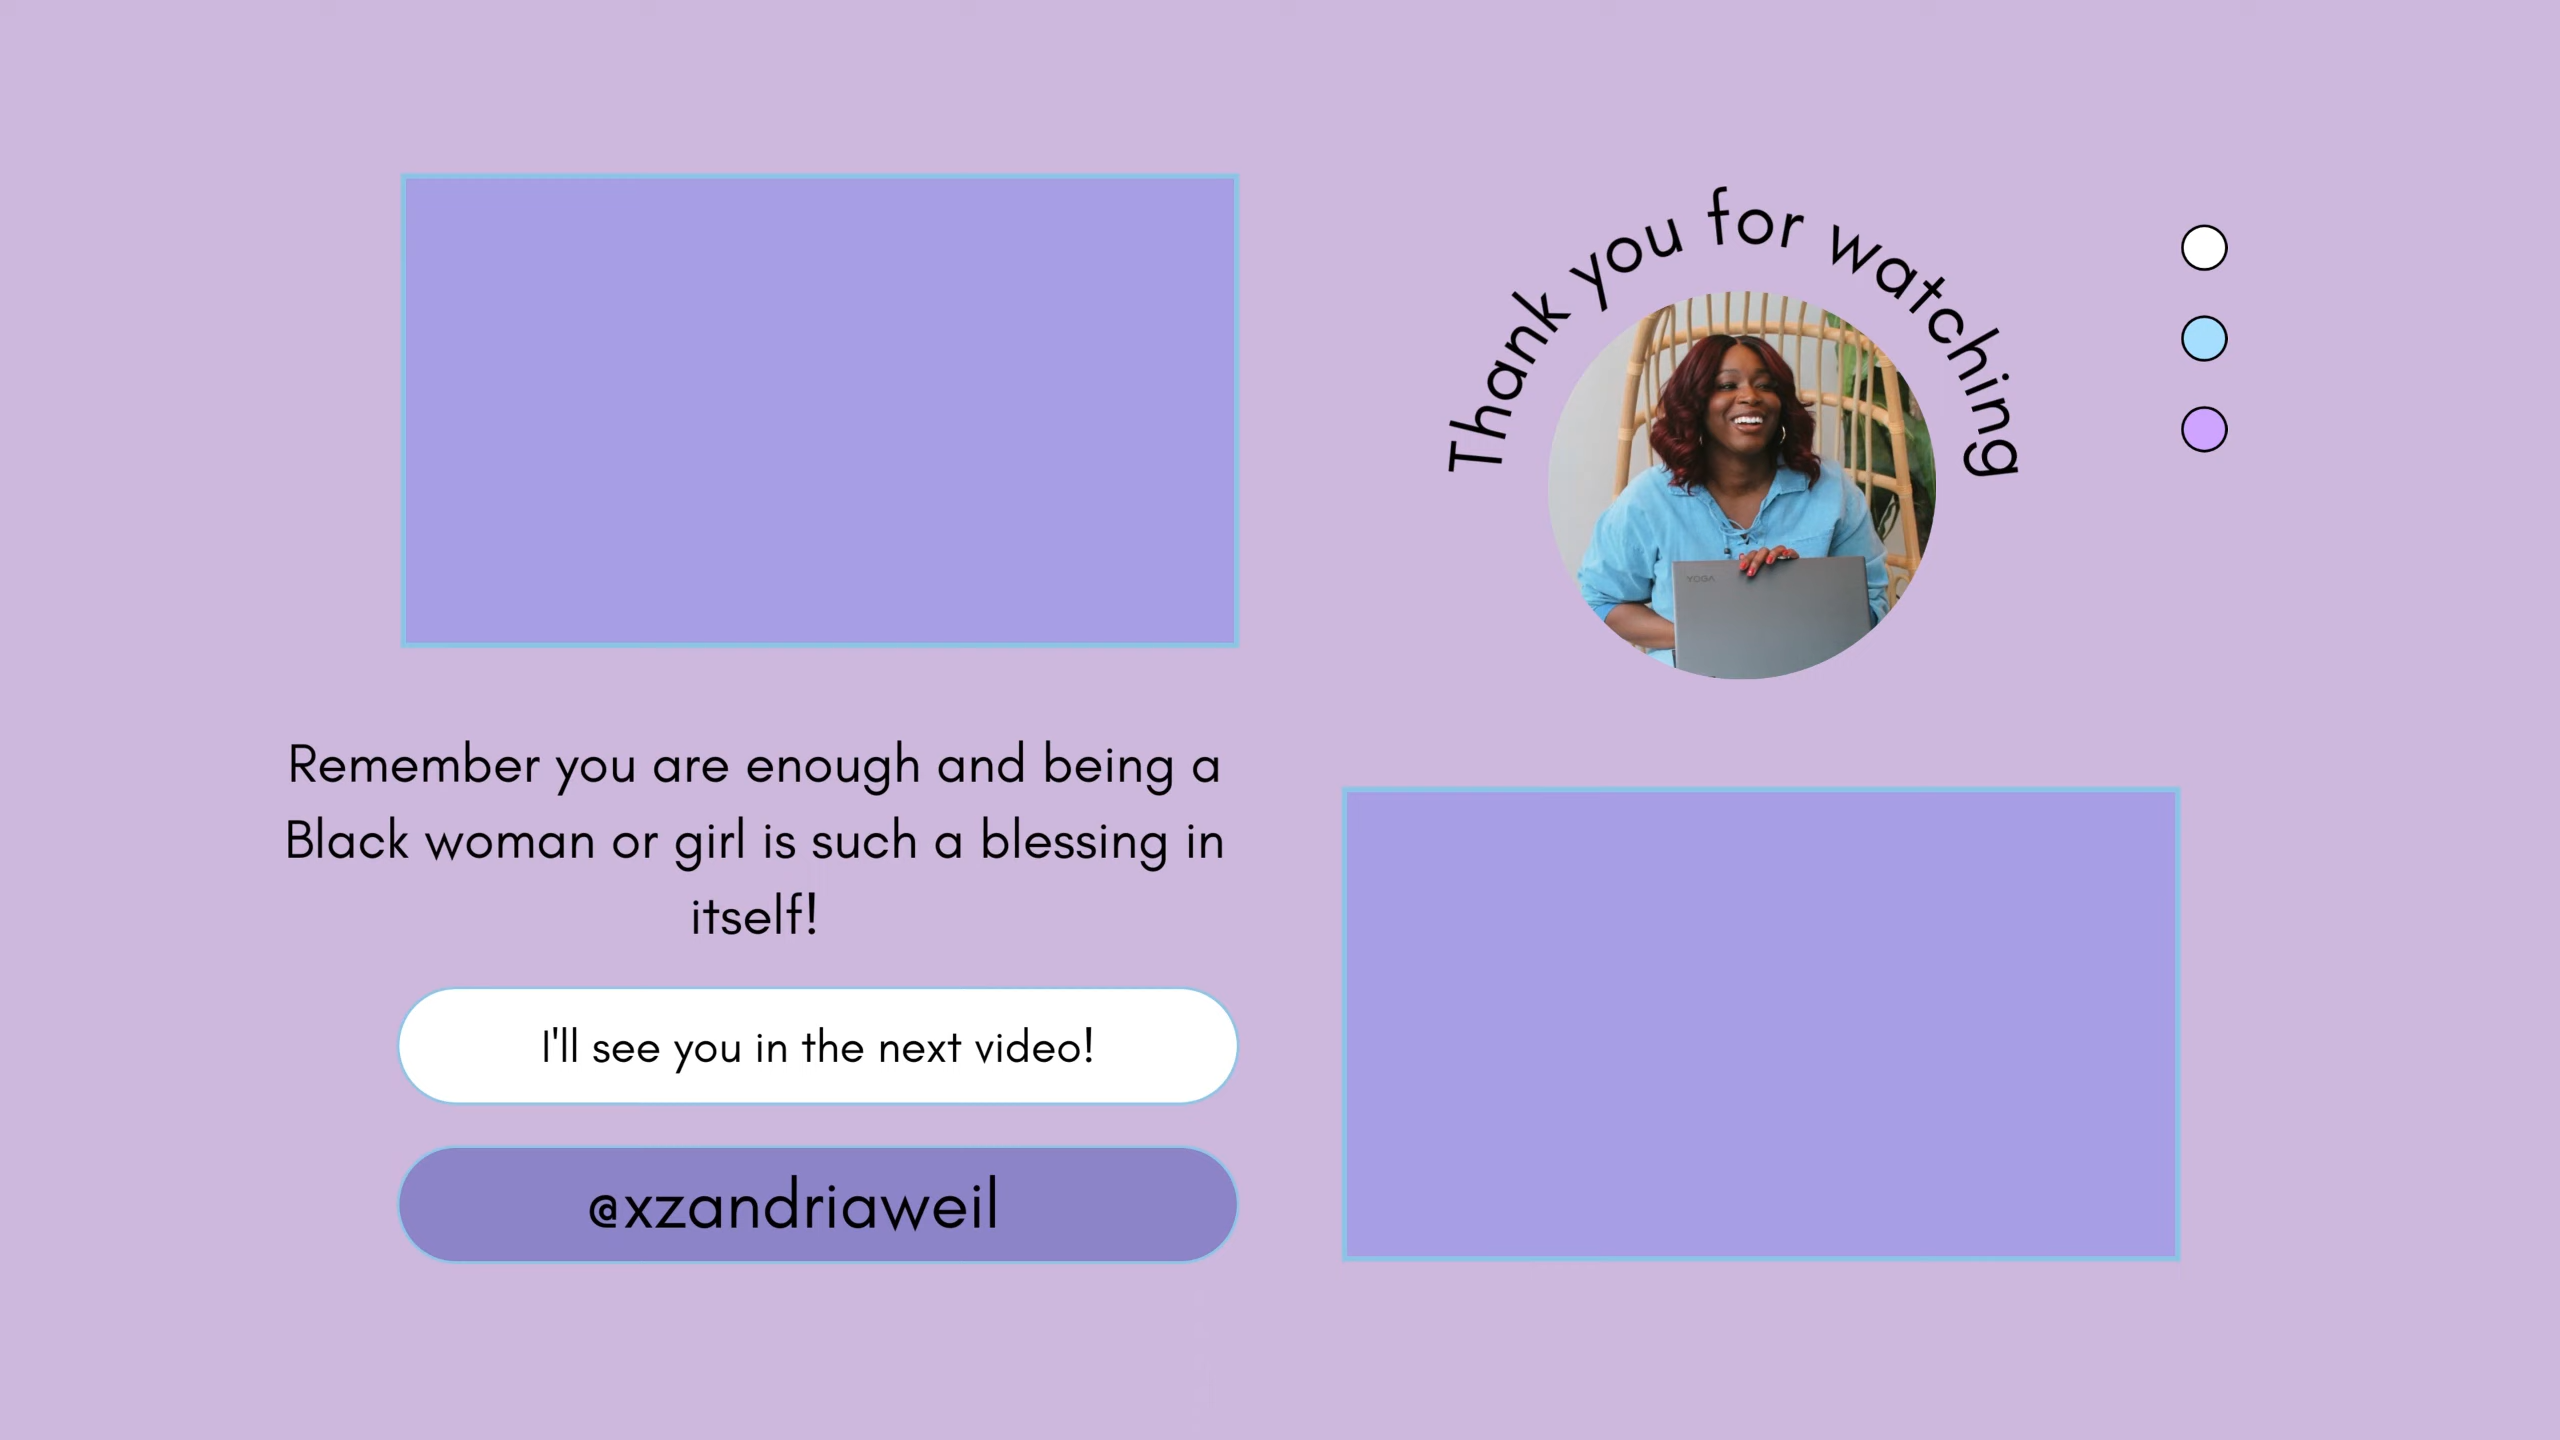 Thank you for watching
YOGA
Remember you are enough and being a
Black woman or girl is such a blessing in
itself!
I'll see you in the next video!
@xzandriaweil